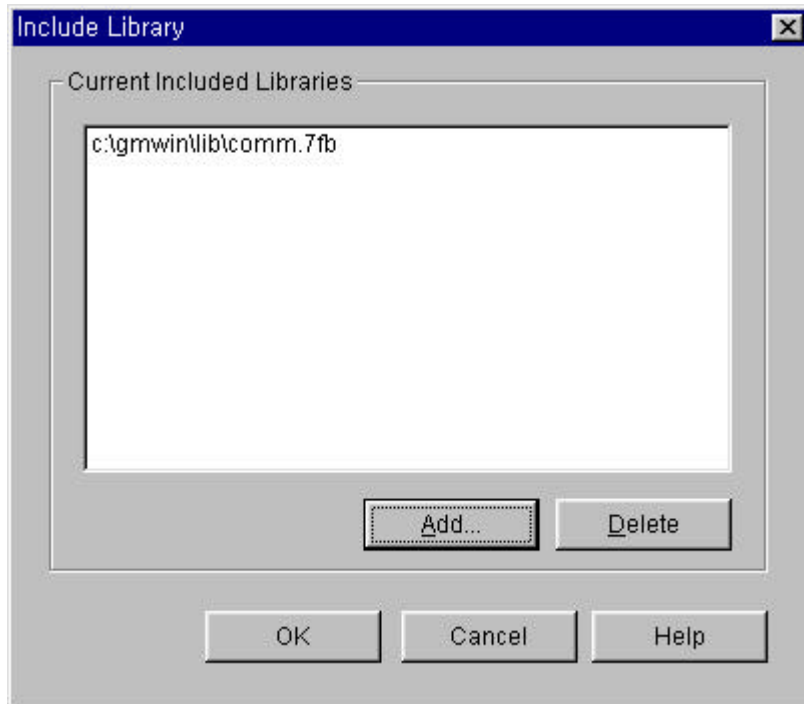 Include Library
Current Included Libraries
c:\gmwin\lib\comm.7fb
Add... Delete
OK Cancel Help